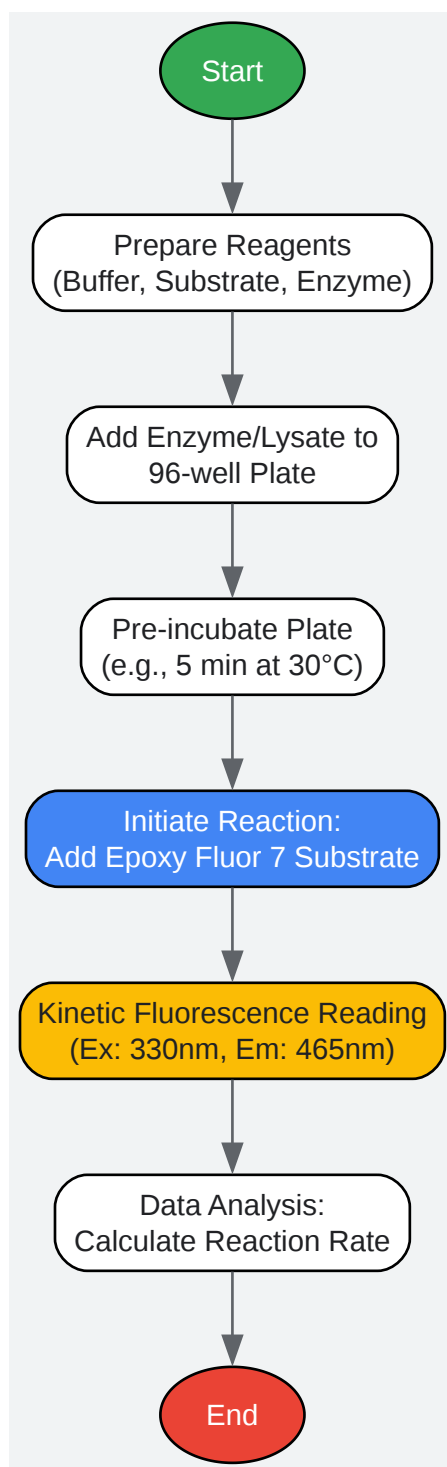 Start
Prepare Reagents
(Buffer, Substrate, Enzyme)
Add Enzyme/Lysate to
96-well Plate
Pre-incubate Plate
(e.g., 5 min at 30°C)
Initiate Reaction:
Add Epoxy Fluor 7 Substrate
Kinetic Fluorescence Reading
(Ex: 330nm, Em: 465nm)
Data Analysis:
Calculate Reaction Rate
End